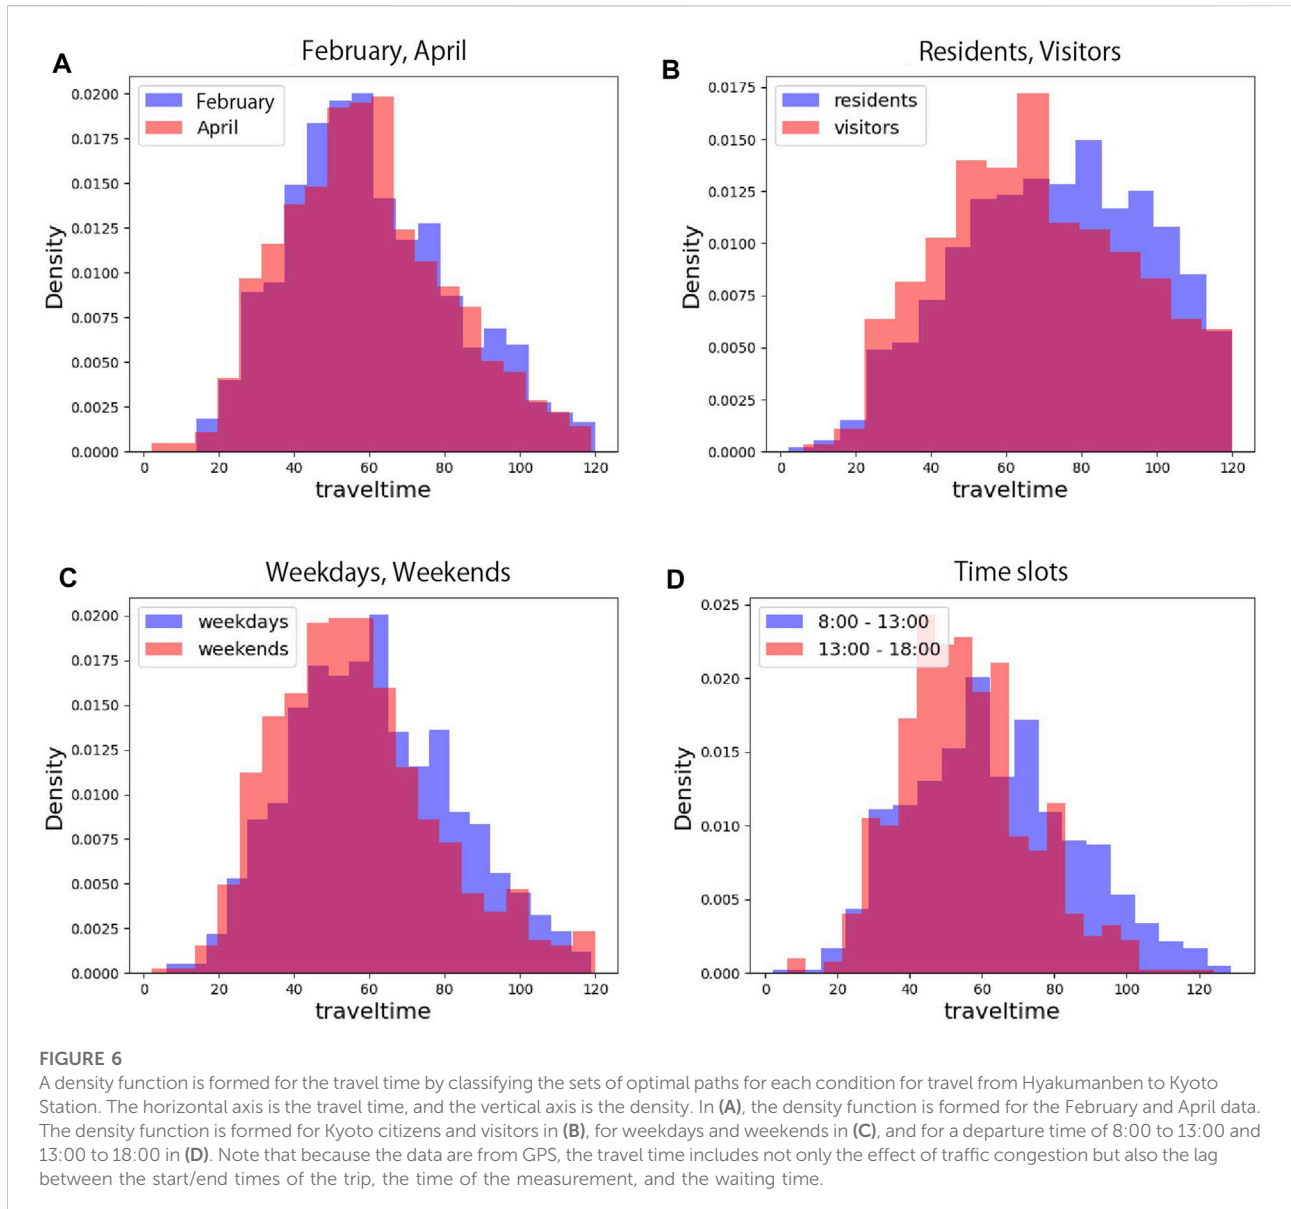 A
February, April
February
April
0.0200
0.0175
0.0150
0.0125
0.0100
0.0075
0.0050
0.0025
0.0000
Density
0 20 40 60 80 100 120
traveltime
B
Residents, Visitors
residents
visitors
0.0175
0.0150
0.0125
0.0100
0.0075
0.0050
0.0025
0.0000
Density
0 20 40 60 80 100 120
traveltime
C
Weekdays, Weekends
weekdays
weekends
0.0200
0.0175
0.0150
0.0125
0.0100
0.0075
0.0050
0.0025
0.0000
Density
0 20 40 60 80 100 120
traveltime
D
Time slots
8:00 - 13:00
13:00 - 18:00
0.025
0.020
0.015
0.010
0.005
0.000
Density
0 20 40 60 80 100 120
traveltime
FIGURE 6
A density function is formed for the travel time by classifying the sets of optimal paths for each condition for travel from Hyakumanben to Kyoto
Station. The horizontal axis is the travel time, and the vertical axis is the density. In (A), the density function is formed for the February and April data.
The density function is formed for Kyoto citizens and visitors in (B), for weekdays and weekends in (C), and for a departure time of 8:00 to 13:00 and
13:00 to 18:00 in (D). Note that because the data are from GPS, the travel time includes not only the effect of traffic congestion but also the lag
between the start/end times of the trip, the time of the measurement, and the waiting time.